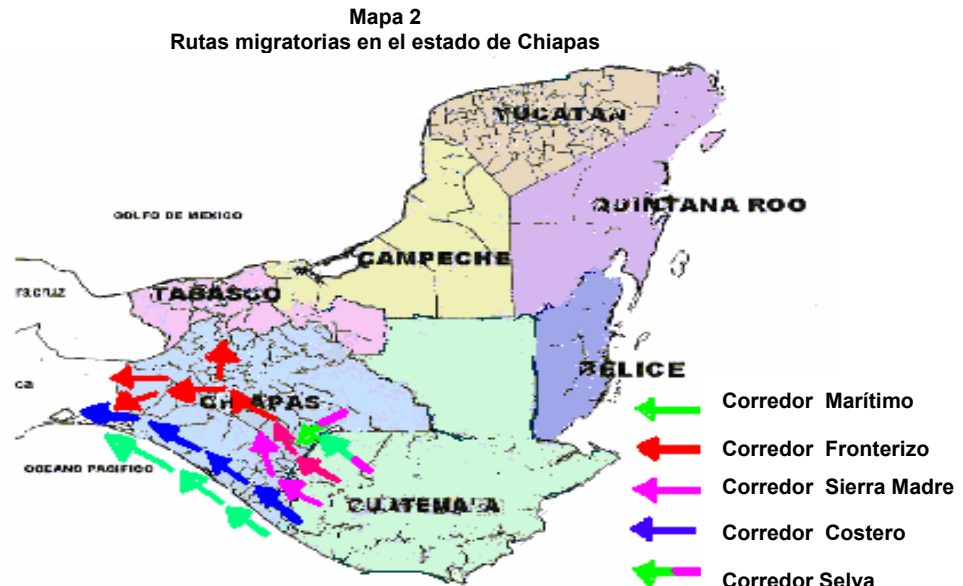 Mapa 2
Rutas migratorias en el estado de Chiapas
YUCATAN
GOLFO DE MEXICO
QUINTANA ROO
CAMPECHE
TABASCO
BELICE
CHIAPAS
OCEANO PACIFICO
GUATEMALA
Corredor Marítimo
Corredor Fronterizo
Corredor Sierra Madre
Corredor Costero
Corredor Selva